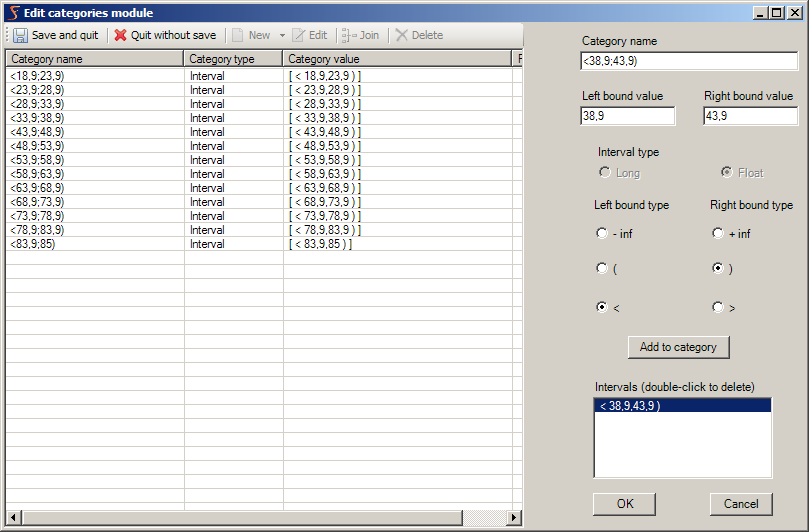 Edit categories module
Save and quit Quit without save New Edit Join Delete
Category name Category type Category value F
<18,9;23,9) Interval [ < 18,9,23,9 ) ]
<23,9;28,9) Interval [ < 23,9,28,9 ) ]
<28,9;33,9) Interval [ < 28,9,33,9 ) ]
<33,9;38,9) Interval [ < 33,9,38,9 ) ]
<43,9;48,9) Interval [ < 43,9,48,9 ) ]
<48,9;53,9) Interval [ < 48,9,53,9 ) ]
<53,9;58,9) Interval [ < 53,9,58,9 ) ]
<58,9;63,9) Interval [ < 58,9,63,9 ) ]
<63,9;68,9) Interval [ < 63,9,68,9 ) ]
<68,9;73,9) Interval [ < 68,9,73,9 ) ]
<73,9;78,9) Interval [ < 73,9,78,9 ) ]
<78,9;83,9) Interval [ < 78,9,83,9 ) ]
<83,9;85) Interval [ < 83,9,85 ) ]
Category name
<38,9;43,9)
Left bound value Right bound value
38,9 43,9
Interval type
Long Float
Left bound type Right bound type
- inf + inf
( )
< >
Add to category
Intervals (double-click to delete)
< 38,9,43,9 )
OK Cancel